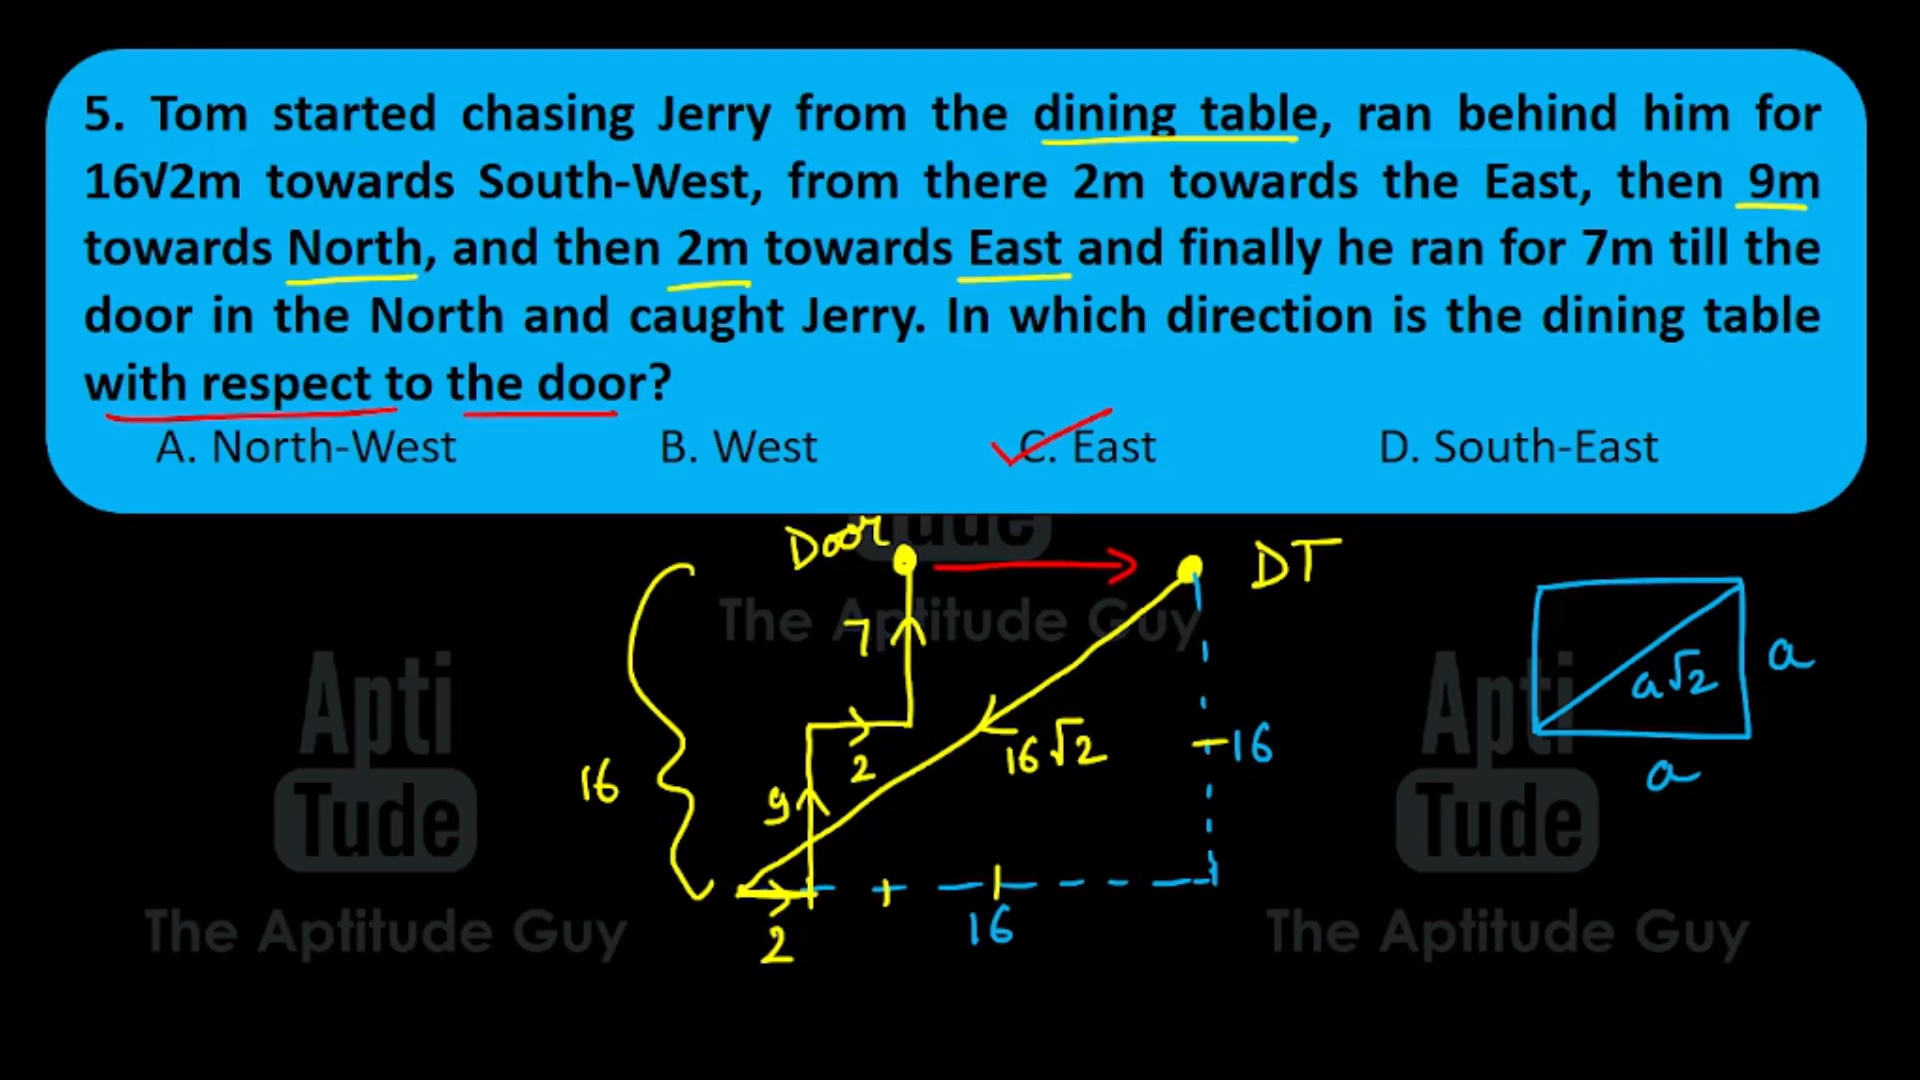 5. Tom started chasing Jerry from the dining table, ran behind him for
16√2m towards South-West, from there 2m towards the East, then 9m
towards North, and then 2m towards East and finally he ran for 7m till the
door in the North and caught Jerry. In which direction is the dining table
with respect to the door?
A. North-West B. West C. East D. South-East
Door
DT
7
The Aptitude Guy
a√2
a
a
16√2
16
2
9
16
16
2
Apti
Tude
The Aptitude Guy
Apti
Tude
The Aptitude Guy